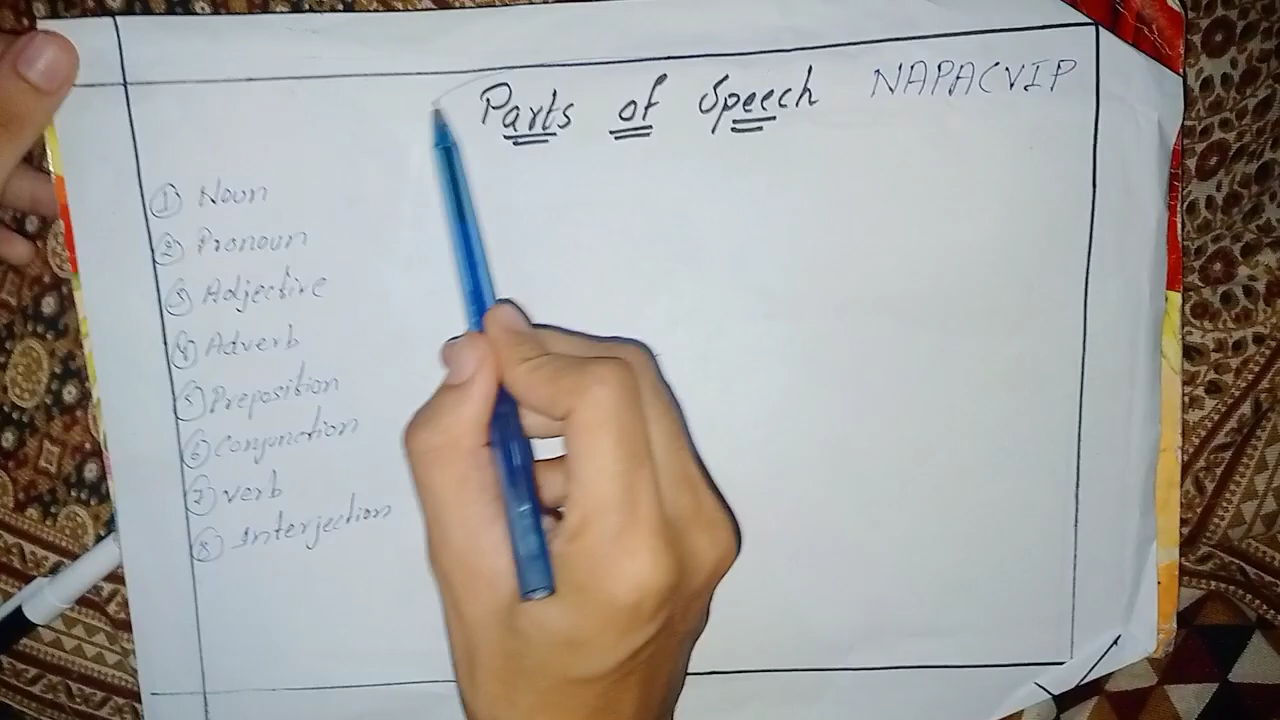 Parts of Speech NAPACVIP
① Noun
② Pronoun
③ Adjective
④ Adverb
⑤ Preposition
⑥ Conjunction
⑦ verb
⑧ Interjection